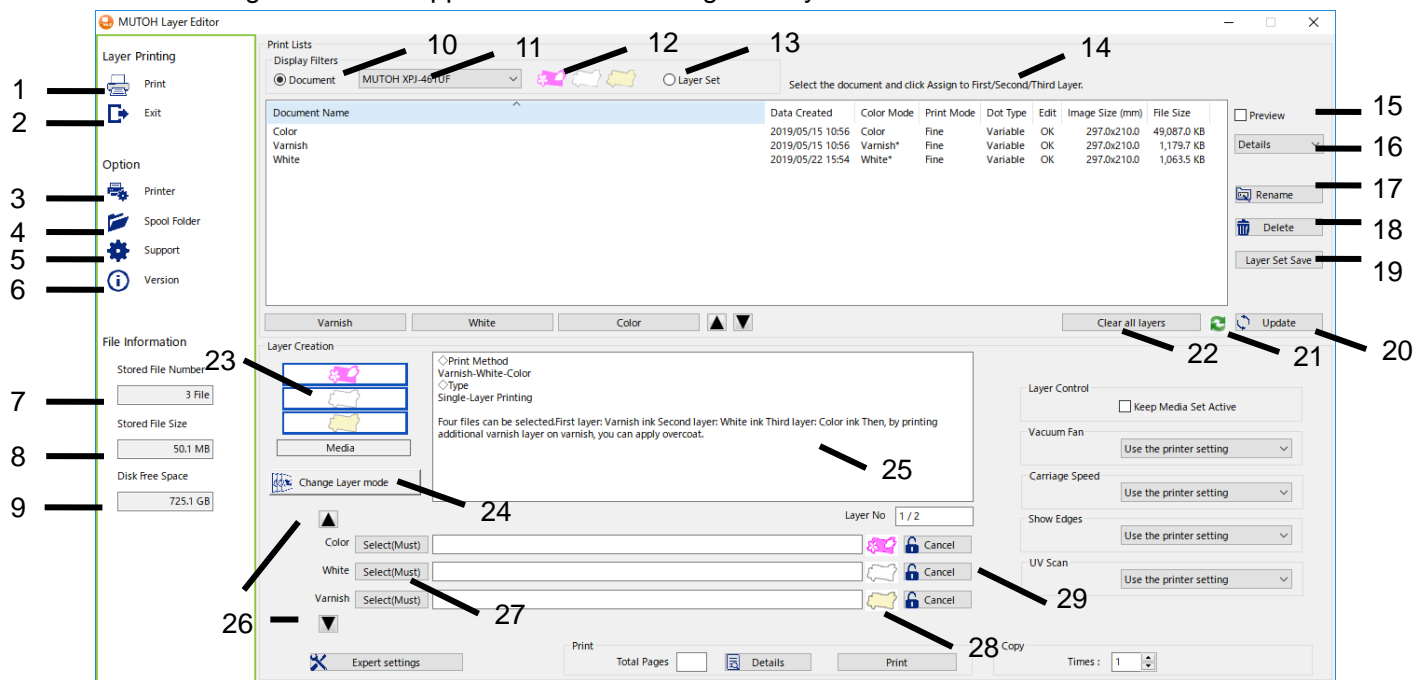 MUTOH Layer Editor
Layer Printing
Print
Exit
Option
Printer
Spool Folder
Support
Version
File Information
Stored File Number
3 File
Stored File Size
50.1 MB
Disk Free Space
725.1 GB
1
2
3
4
5
6
7
8
9
Print Lists
Display Filters
Document
MUTOH XPJ-461UF
Layer Set
10
11
12
13
14
Select the document and click Assign to First/Second/Third Layer.
Document Name Data Created Color Mode Print Mode Dot Type Edit Image Size (mm) File Size
Color 2019/05/15 10:56 Color Fine Variable OK 297.0x210.0 49,087.0 KB
Varnish 2019/05/15 10:56 Varnish* Fine Variable OK 297.0x210.0 1,179.7 KB
White 2019/05/22 15:54 White* Fine Variable OK 297.0x210.0 1,063.5 KB
Preview
Details
Rename
Delete
Layer Set Save
15
16
17
18
19
Varnish White Color Clear all layers Update
20
21
22
Layer Creation
23
Media
Change Layer mode
24
◇Print Method
Varnish-White-Color
◇Type
Single-Layer Printing
Four files can be selected.First layer: Varnish ink Second layer: White ink Third layer: Color ink Then, by printing
additional varnish layer on varnish, you can apply overcoat.
25
Layer No 1 / 2
Color Select(Must) Cancel
White Select(Must) Cancel
Varnish Select(Must) Cancel
26
27
28
29
Layer Control
Keep Media Set Active
Vacuum Fan
Use the printer setting
Carriage Speed
Use the printer setting
Show Edges
Use the printer setting
UV Scan
Use the printer setting
Expert settings
Print
Total Pages Details Print
Copy
Times : 1